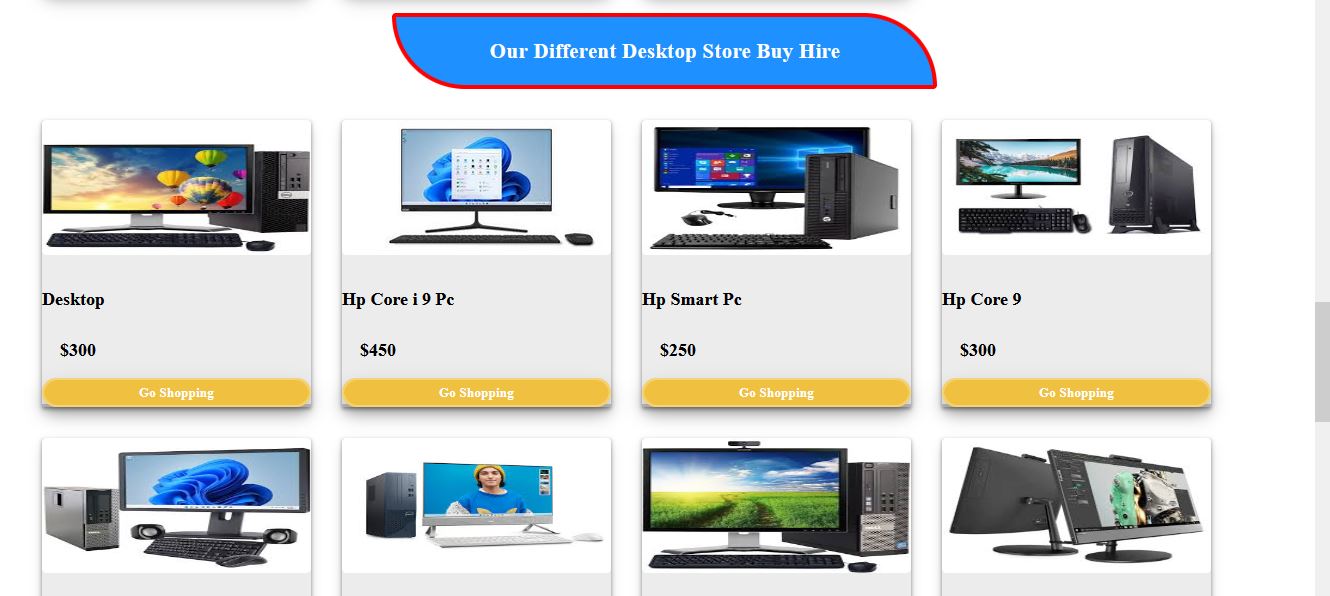 Our Different Desktop Store Buy Hire
Desktop
Hp Core i 9 Pc
Hp Smart Pc
Hp Core 9
$300
$450
$250
$300
Go Shopping
Go Shopping
Go Shopping
Go Shopping